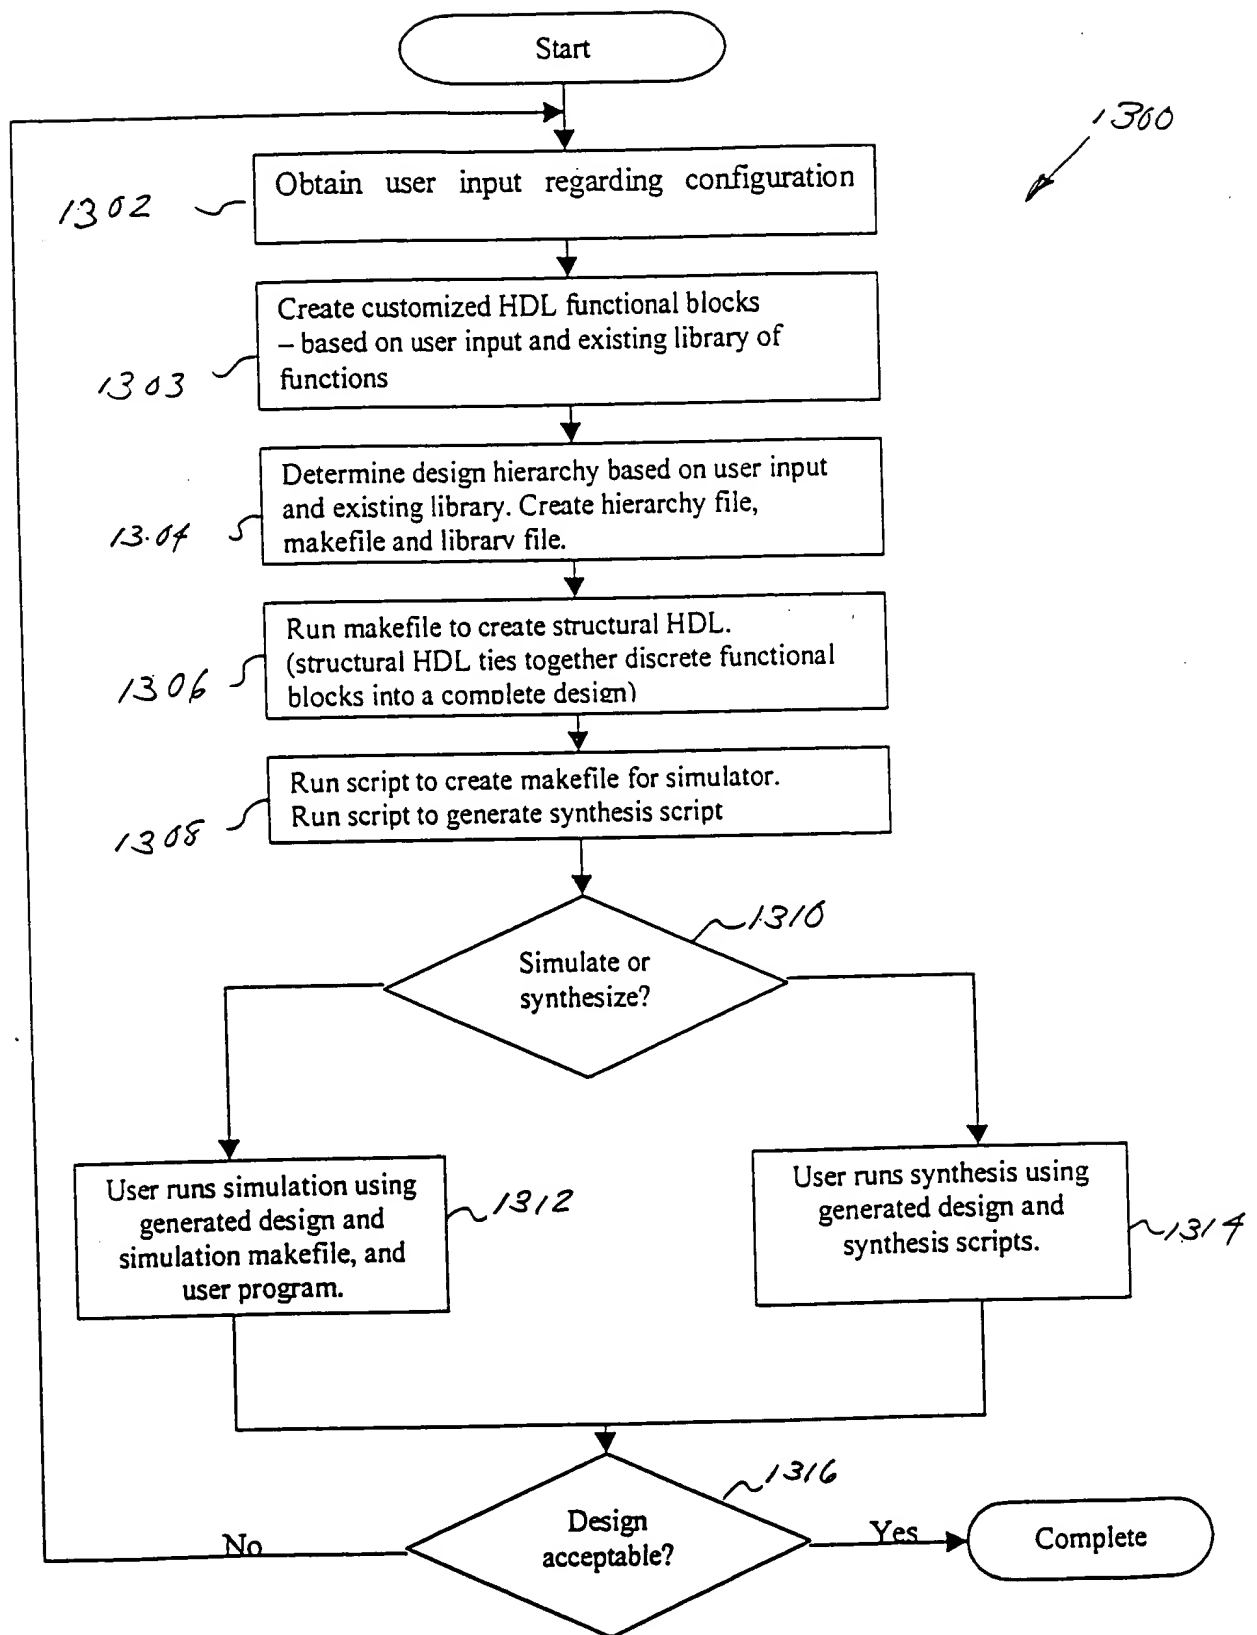 Start
1300
Obtain user input regarding configuration
1302
Create customized HDL functional blocks
– based on user input and existing library of
functions
1303
Determine design hierarchy based on user input
and existing library. Create hierarchy file,
makefile and library file.
1304
Run makefile to create structural HDL.
(structural HDL ties together discrete functional
blocks into a complete design)
1306
Run script to create makefile for simulator.
Run script to generate synthesis script
1308
1310
Simulate or
synthesize?
User runs simulation using
generated design and
simulation makefile, and
user program.
1312
User runs synthesis using
generated design and
synthesis scripts.
1314
1316
Design
acceptable?
No
Yes
Complete